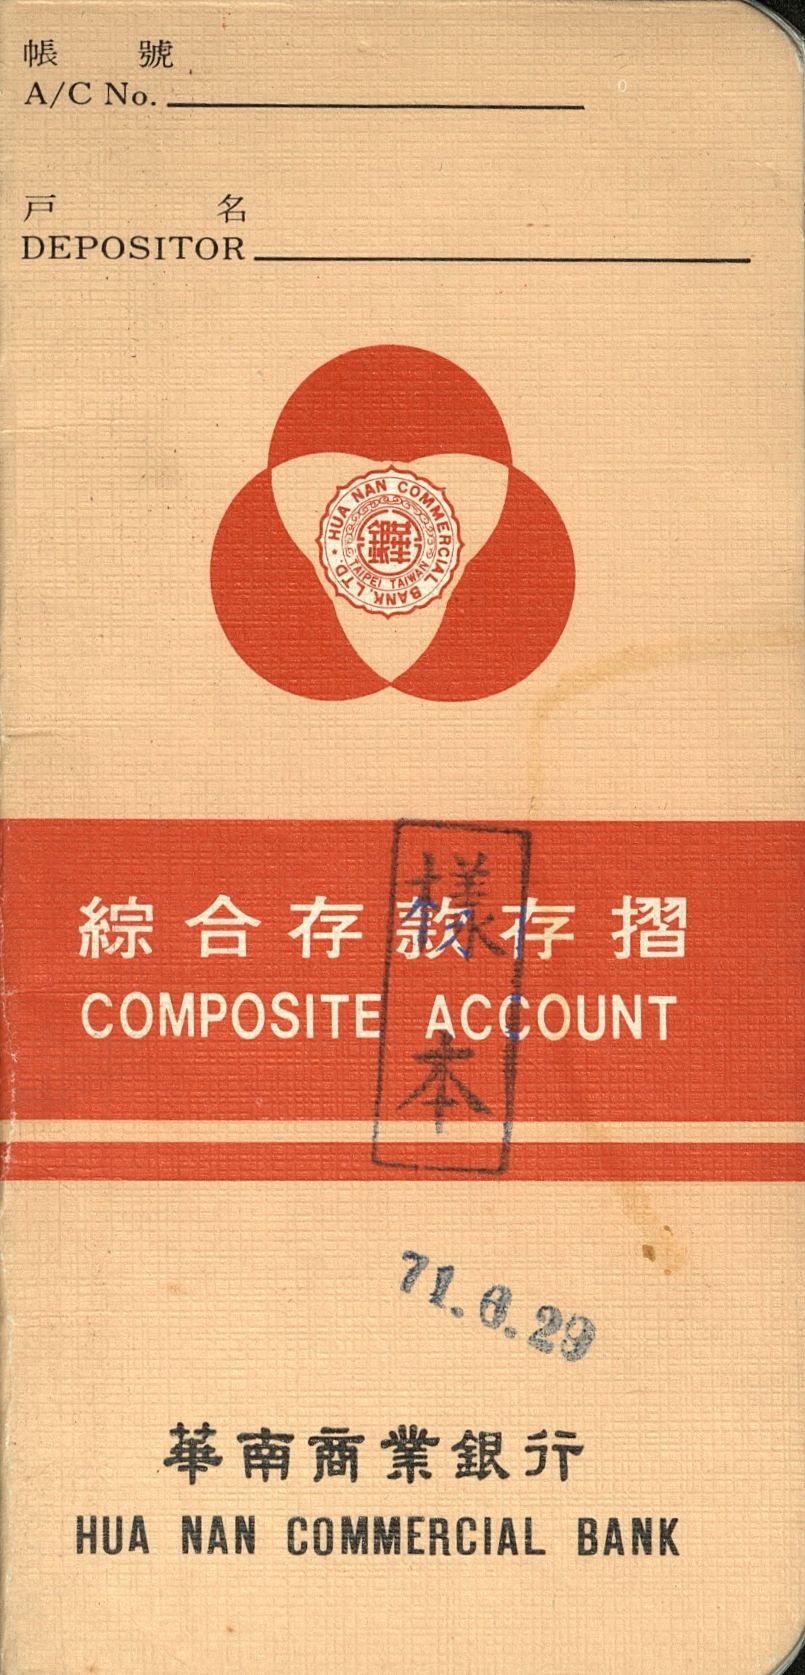 帳 號
A/C No.
戶 名
DEPOSITOR
HUA NAN COMMERCIAL BANK, LTD.
TAIPEI TAIWAN
綜合存款存摺
COMPOSITE ACCOUNT
樣本
71.6.29
華南商業銀行
HUA NAN COMMERCIAL BANK